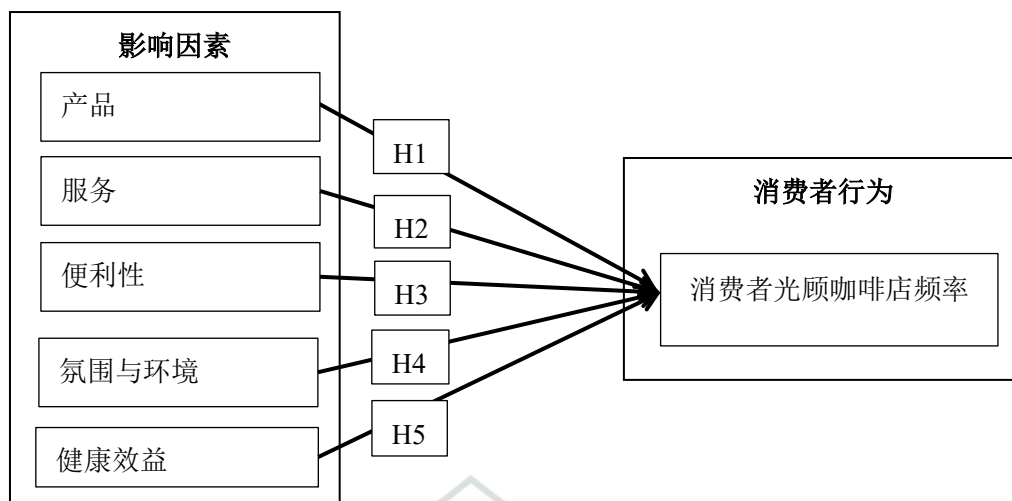 影响因素
产品
服务
便利性
氛围与环境
健康效益
H1
H2
H3
H4
H5
消费者行为
消费者光顾咖啡店频率